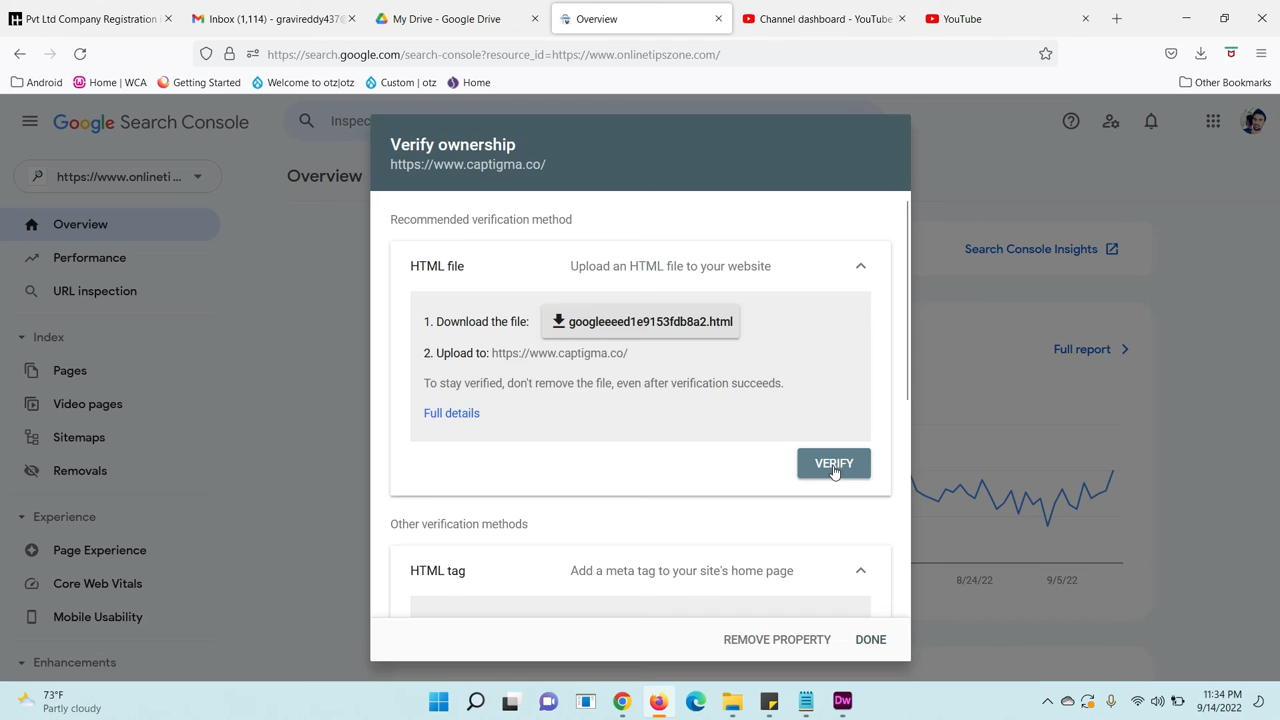 Pvt Ltd Company Registration
Inbox (1,114) - gravireddy437@
My Drive - Google Drive
Overview
Channel dashboard - YouTube
YouTube
https://search.google.com/search-console?resource_id=https://www.onlinetipszone.com/
Android
Home | WCA
Getting Started
Welcome to otz|otz
Custom | otz
Home
Other Bookmarks
Google Search Console
Inspec
https://www.onlineti ...
Overview
Overview
Performance
URL inspection
Index
Pages
Video pages
Sitemaps
Removals
Experience
Page Experience
Core Web Vitals
Mobile Usability
Enhancements
Search Console Insights
Full report
8/24/22
9/5/22
Verify ownership
https://www.captigma.co/
Recommended verification method
HTML file
Upload an HTML file to your website
1. Download the file:
googleeeed1e9153fdb8a2.html
2. Upload to: https://www.captigma.co/
To stay verified, don't remove the file, even after verification succeeds.
Full details
VERIFY
Other verification methods
HTML tag
Add a meta tag to your site's home page
REMOVE PROPERTY
DONE
73°F
Partly cloudy
Dw
11:34 PM
9/14/2022